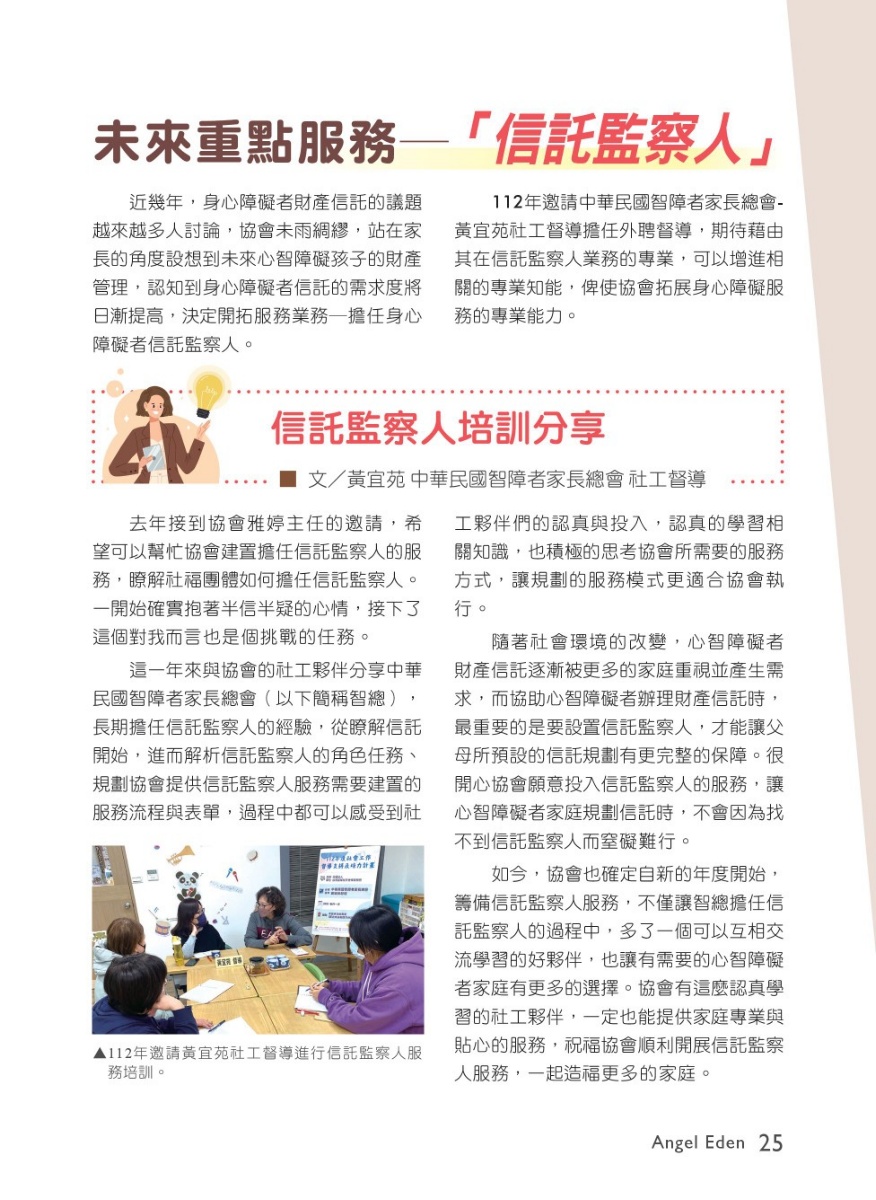 未來重點服務—「信託監察人」
近幾年，身心障礙者財產信託的議題
越來越多人討論，協會未雨綢繆，站在家
長的角度設想到未來心智障礙孩子的財產
管理，認知到身心障礙者信託的需求度將
日漸提高，決定開拓服務業務─擔任身心
障礙者信託監察人。
112年邀請中華民國智障者家長總會-
黃宜苑社工督導擔任外聘督導，期待藉由
其在信託監察人業務的專業，可以增進相
關的專業知能，俾使協會拓展身心障礙服
務的專業能力。
信託監察人培訓分享
■ 文／黃宜苑 中華民國智障者家長總會 社工督導
去年接到協會雅婷主任的邀請，希
望可以幫忙協會建置擔任信託監察人的服
務，瞭解社福團體如何擔任信託監察人。
一開始確實抱著半信半疑的心情，接下了
這個對我而言也是個挑戰的任務。
這一年來與協會的社工夥伴分享中華
民國智障者家長總會（以下簡稱智總），
長期擔任信託監察人的經驗，從瞭解信託
開始，進而解析信託監察人的角色任務、
規劃協會提供信託監察人服務需要建置的
服務流程與表單，過程中都可以感受到社
112年邀請黃宜苑社工督導進行信託監察人服
務培訓。
工夥伴們的認真與投入，認真的學習相
關知識，也積極的思考協會所需要的服務
方式，讓規劃的服務模式更適合協會執
行。
隨著社會環境的改變，心智障礙者
財產信託逐漸被更多的家庭重視並產生需
求，而協助心智障礙者辦理財產信託時，
最重要的是要設置信託監察人，才能讓父
母所預設的信託規劃有更完整的保障。很
開心協會願意投入信託監察人的服務，讓
心智障礙者家庭規劃信託時，不會因為找
不到信託監察人而窒礙難行。
如今，協會也確定自新的年度開始，
籌備信託監察人服務，不僅讓智總擔任信
託監察人的過程中，多了一個可以互相交
流學習的好夥伴，也讓有需要的心智障礙
者家庭有更多的選擇。協會有這麼認真學
習的社工夥伴，一定也能提供家庭專業與
貼心的服務，祝福協會順利開展信託監察
人服務，一起造福更多的家庭。
Angel Eden 25